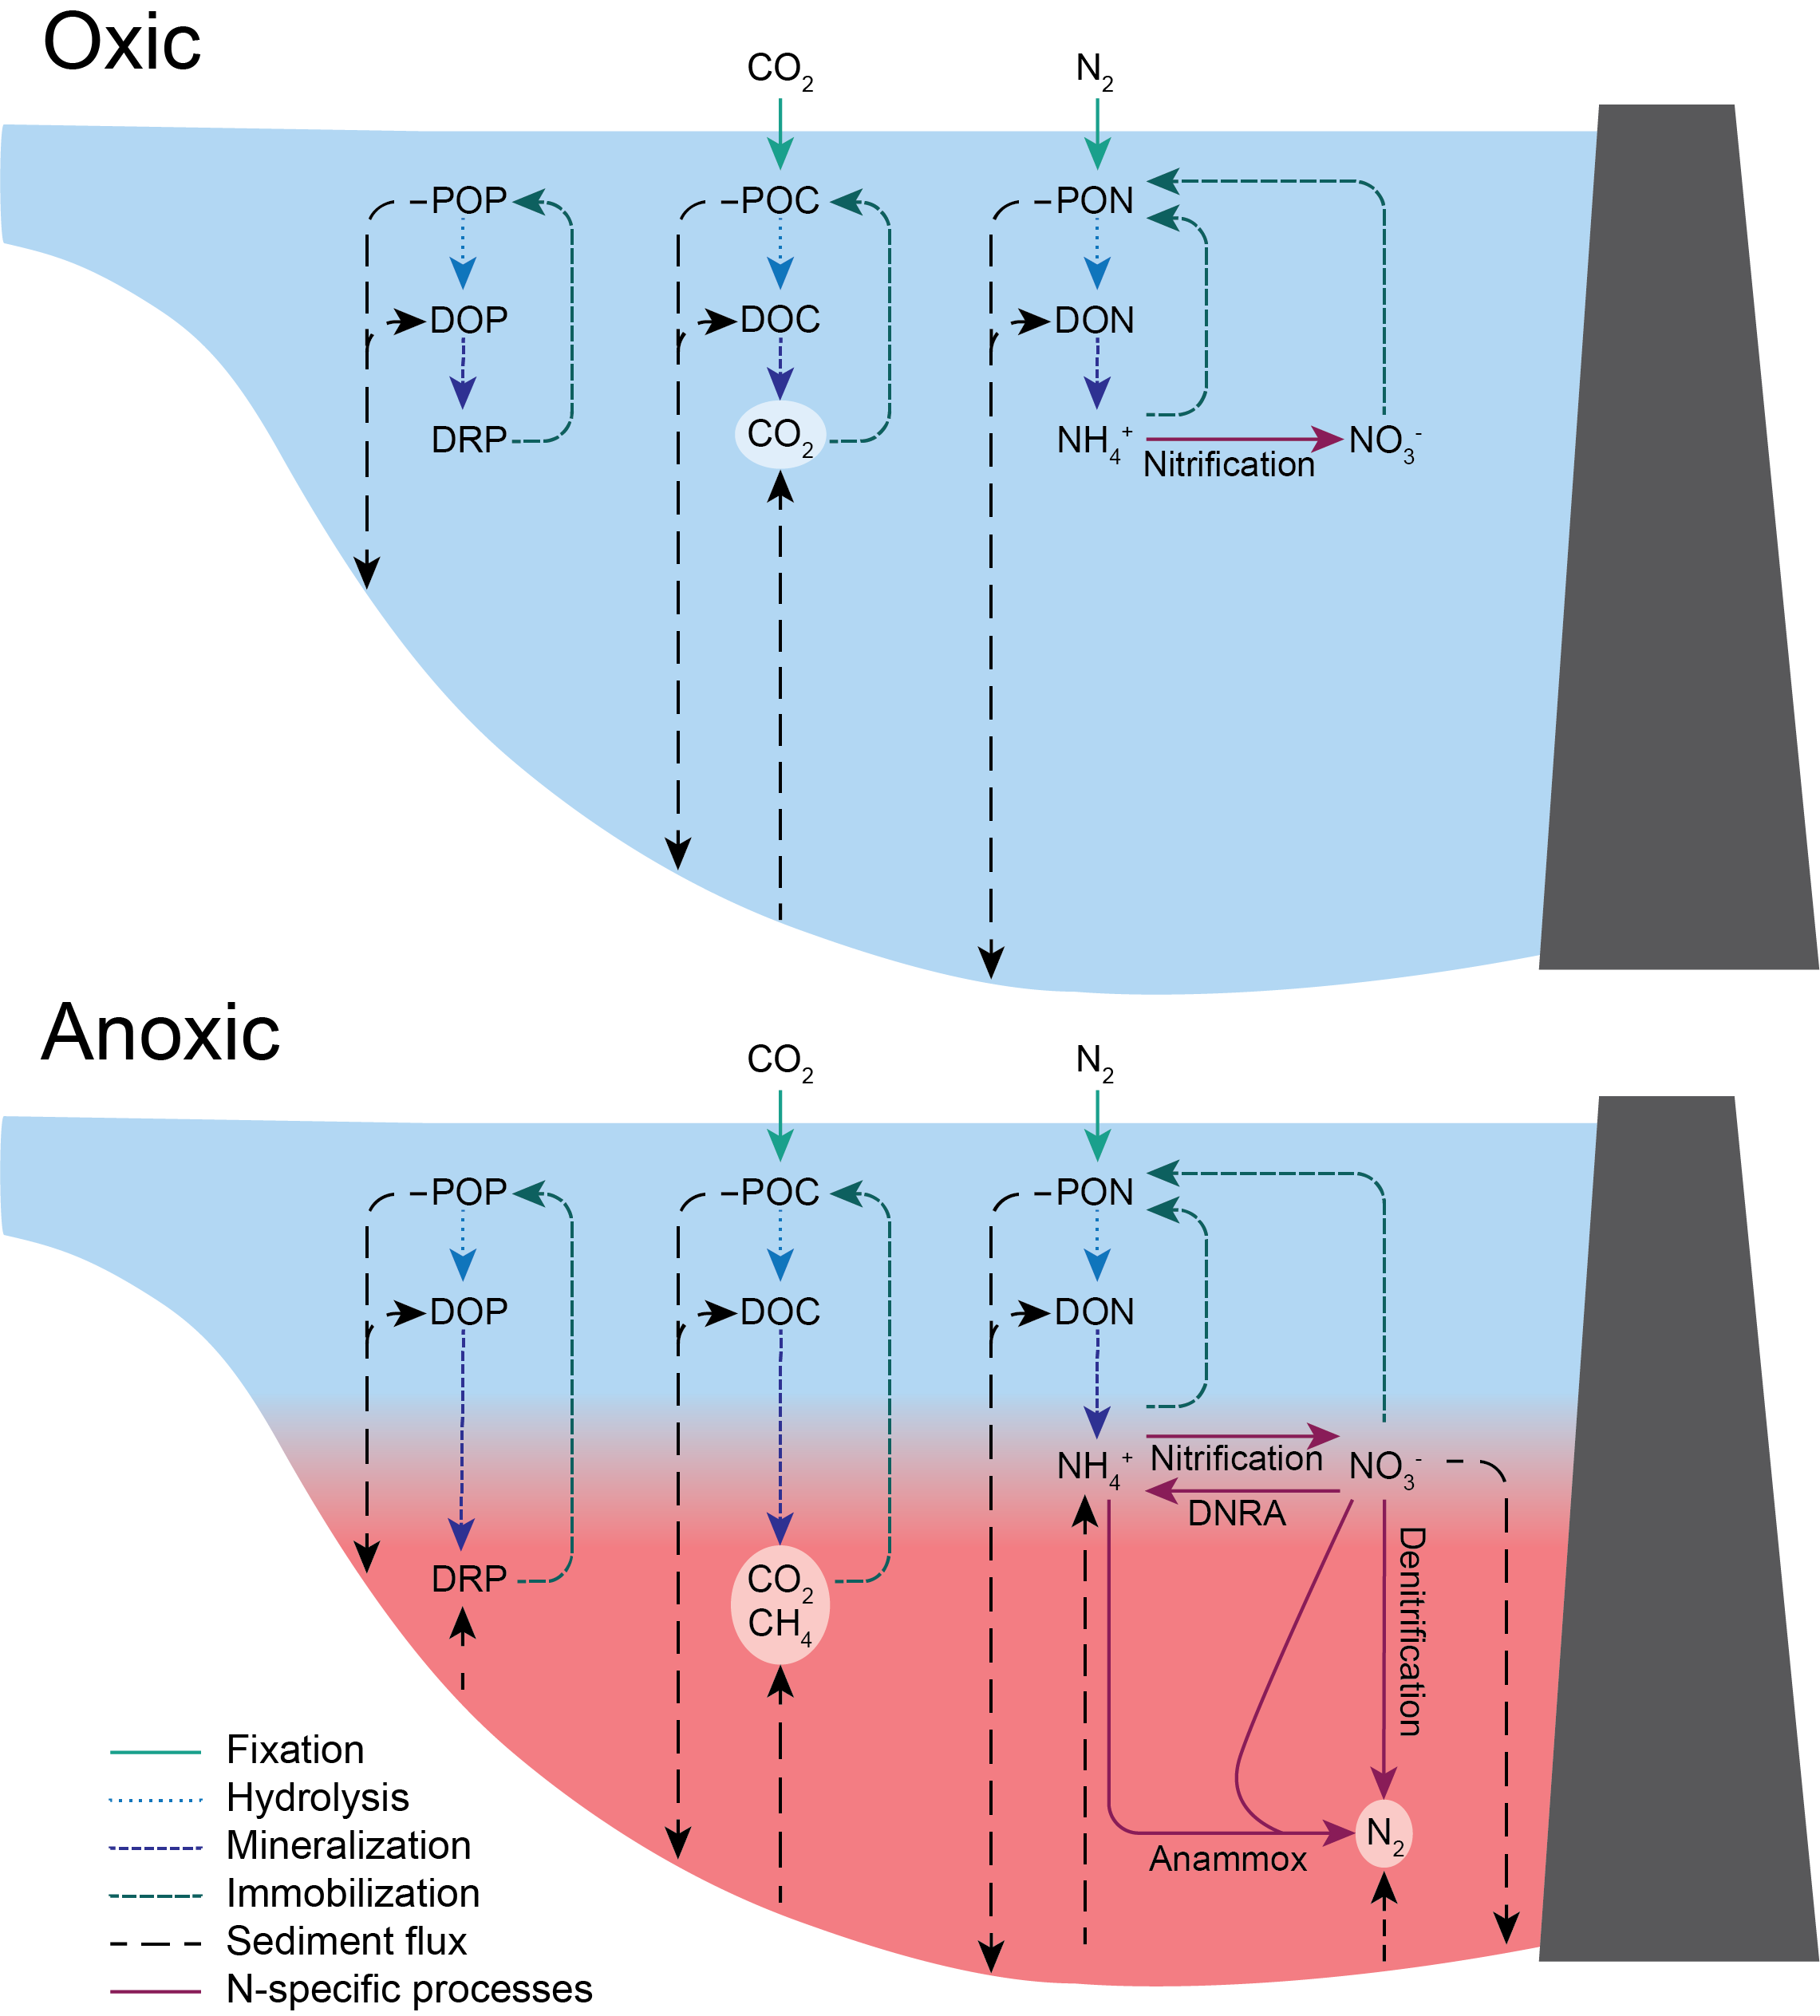 Oxic
CO2 N2
POP POC PON
DOP DOC DON
DRP CO2 NH4+ NO3-
Nitrification
Anoxic
CO2 N2
POP POC PON
DOP DOC DON
NH4+ Nitrification NO3-
DNRA
Denitrification
DRP CO2
CH4
N2
Anammox
Fixation
Hydrolysis
Mineralization
Immobilization
Sediment flux
N-specific processes